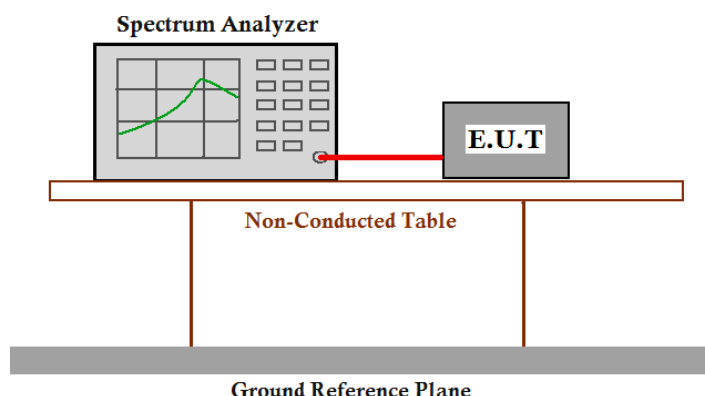 Spectrum Analyzer
E.U.T
Non-Conducted Table
Ground Reference Plane